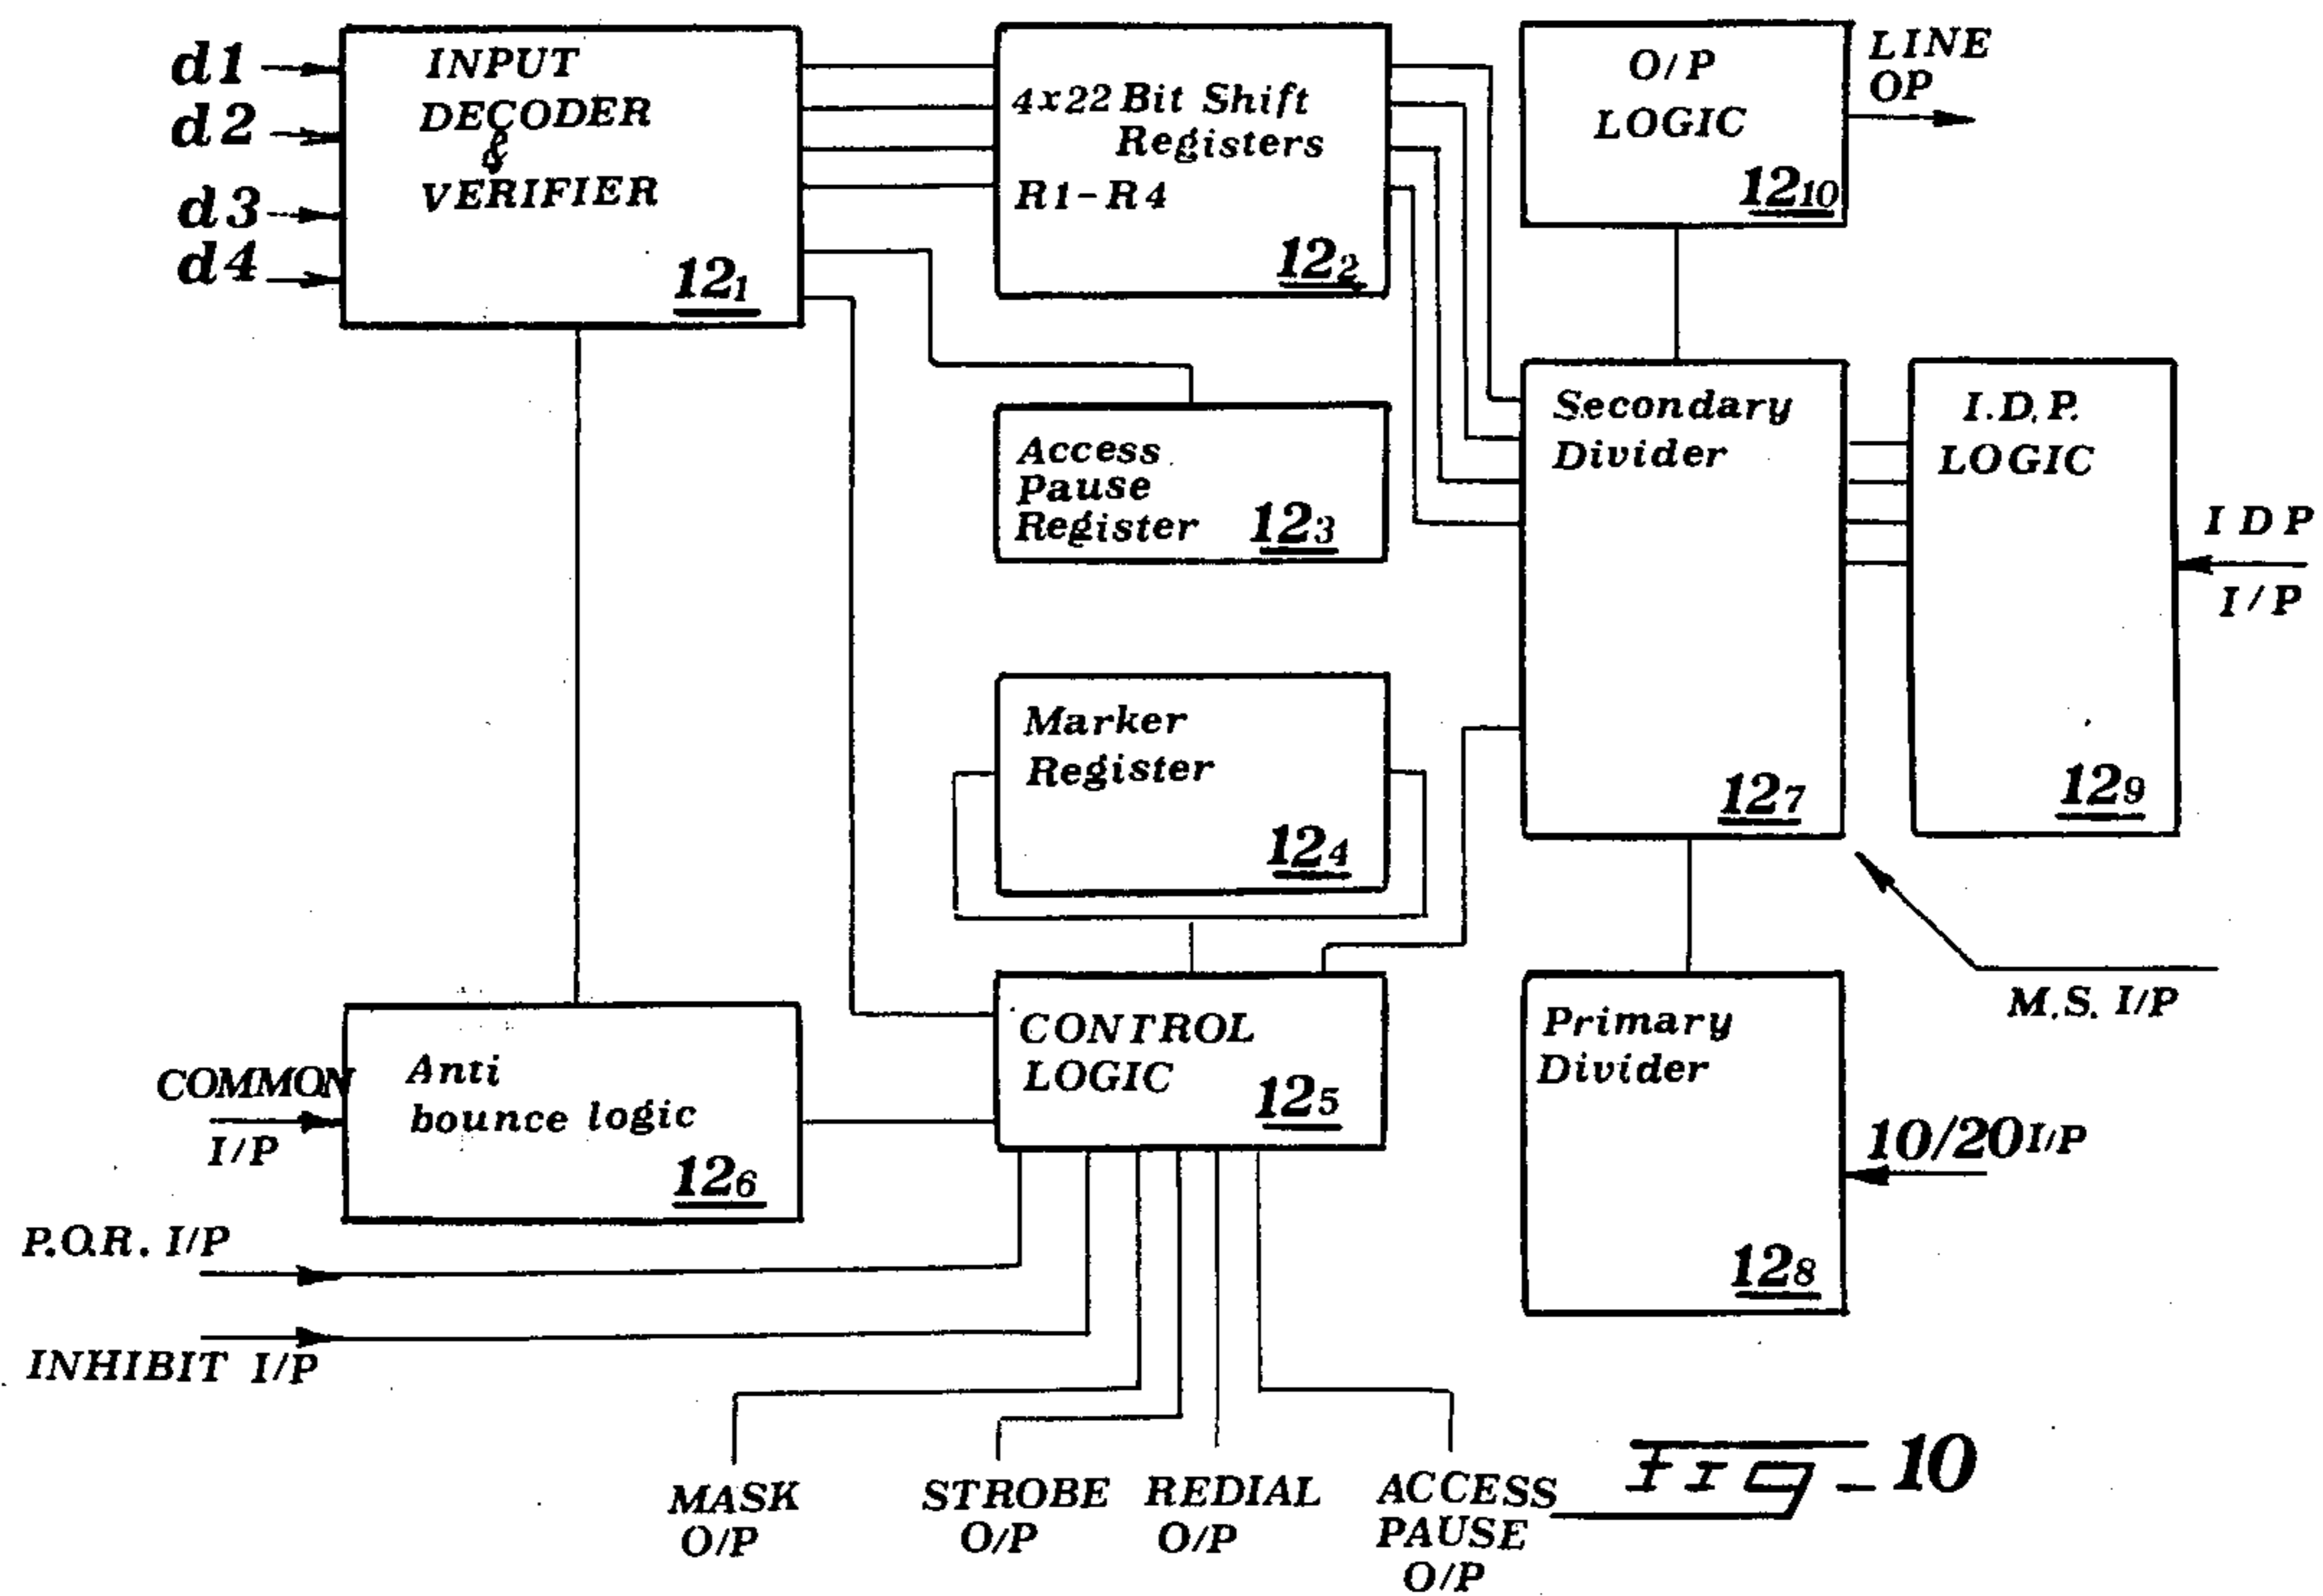 d1
d2
d3
d4
INPUT
DECODER
&
VERIFIER
12₁
4x22 Bit Shift
Registers
R1-R4
12₂
O/P
LOGIC
12₁₀
LINE
OP
Access
Pause
Register 12₃
Secondary
Divider
12₇
I.D.P.
LOGIC
12₉
I D P
I/P
Marker
Register
12₄
M.S. I/P
COMMON
I/P
Anti
bounce logic
12₆
CONTROL
LOGIC
12₅
Primary
Divider
12₈
10/20 I/P
P.O.R. I/P
INHIBIT I/P
MASK
O/P
STROBE
O/P
REDIAL
O/P
ACCESS
PAUSE
O/P
Fig-10